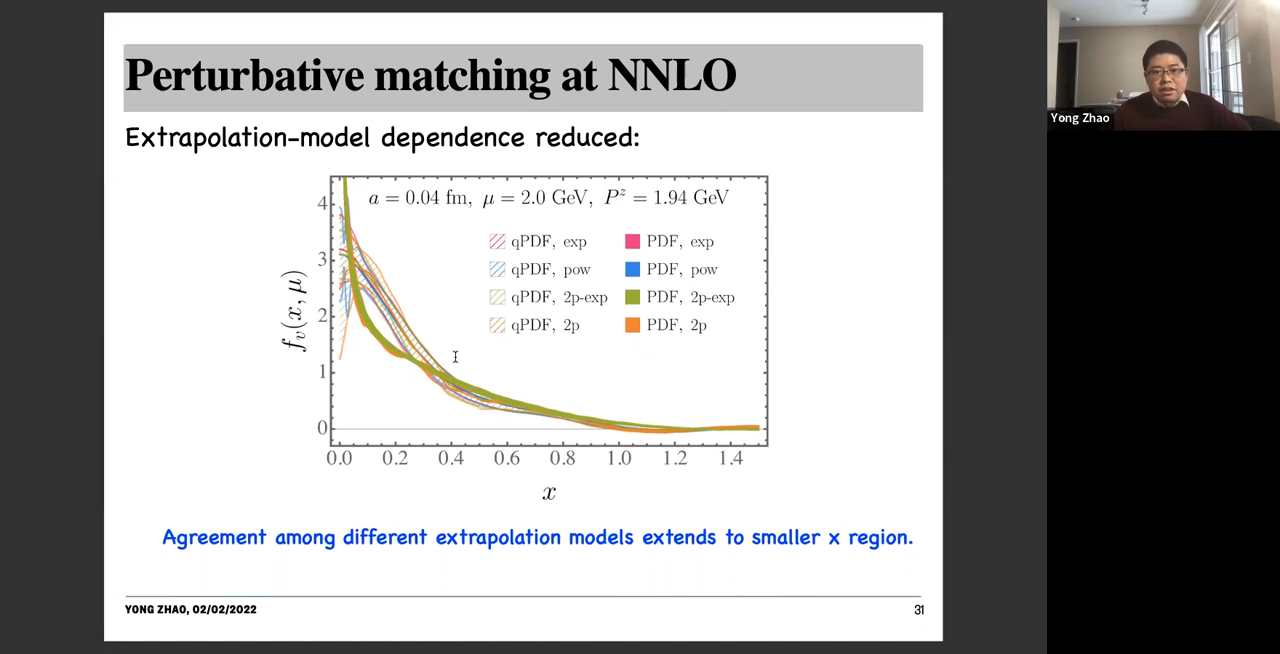 Perturbative matching at NNLO
Yong Zhao
Extrapolation-model dependence reduced:
a = 0.04 fm, μ = 2.0 GeV, P^z = 1.94 GeV
qPDF, exp
PDF, exp
qPDF, pow
PDF, pow
qPDF, 2p-exp
PDF, 2p-exp
qPDF, 2p
PDF, 2p
f_v(x, μ)
4
3
2
1
0
0.0 0.2 0.4 0.6 0.8 1.0 1.2 1.4
x
Agreement among different extrapolation models extends to smaller x region.
YONG ZHAO, 02/02/2022
31